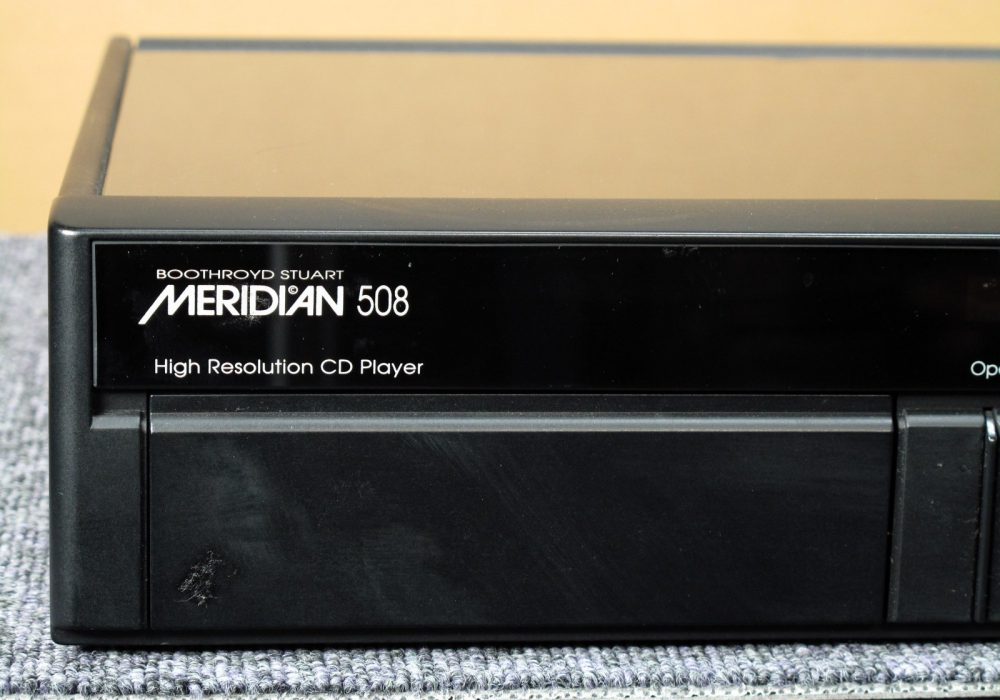 BOOTHROYD STUART
MERIDIAN 508
High Resolution CD Player